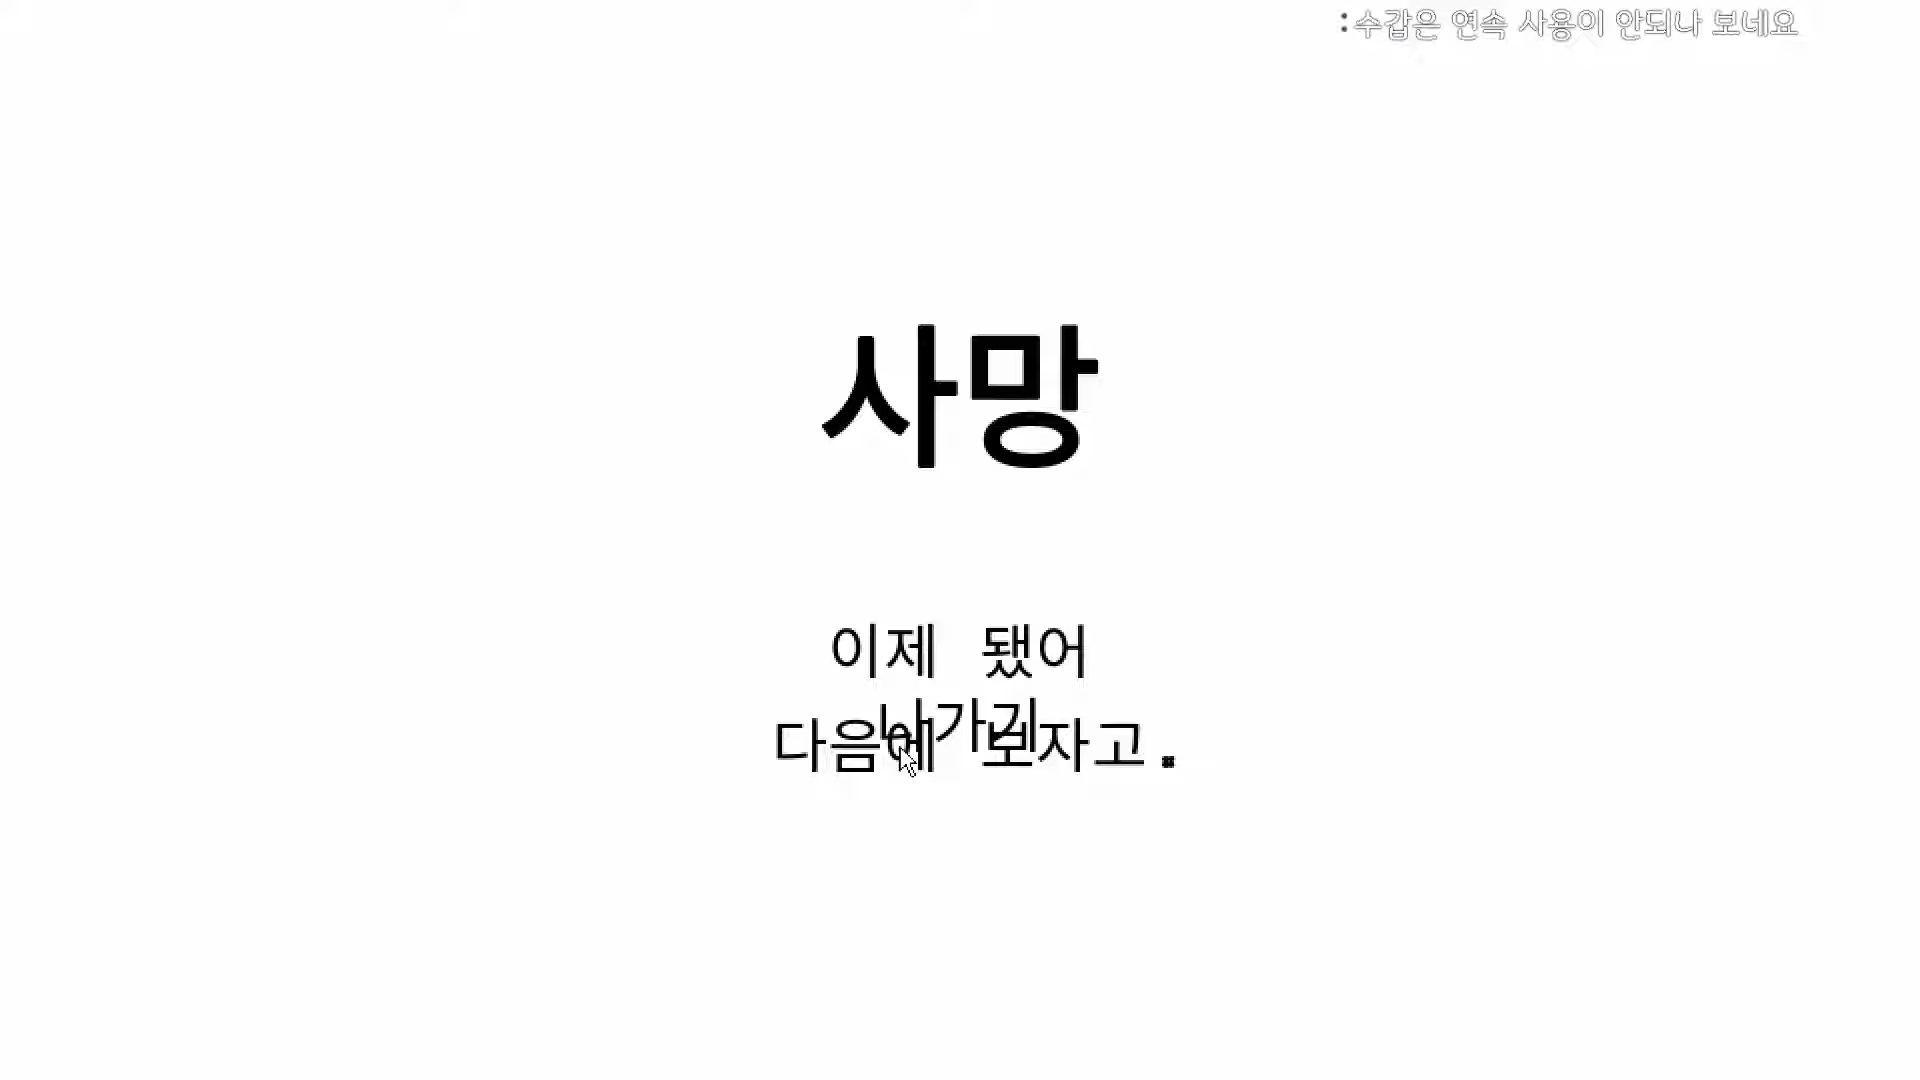 :수갑은 연속 사용이 안되나 보네요
사망
이제 됐어
나가기
다음에 보자고.